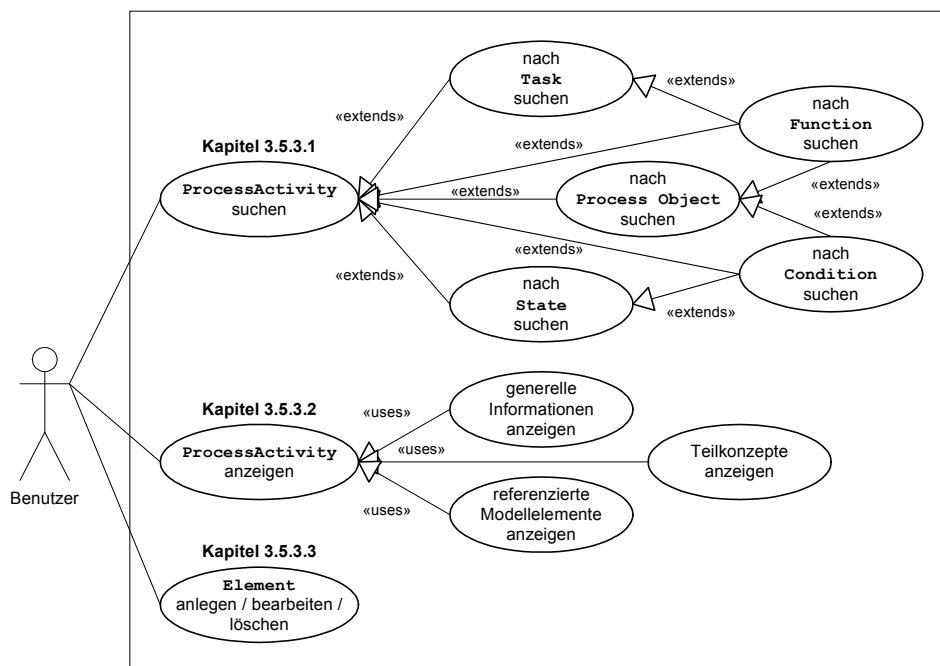 nach
Task
suchen
«extends»
«extends»
nach
Function
suchen
Kapitel 3.5.3.1
«extends»
ProcessActivity
suchen
«extends»
nach
Process Object
suchen
«extends»
«extends»
«extends»
nach
Condition
suchen
«extends»
nach
State
suchen
«extends»
generelle
Informationen
anzeigen
Kapitel 3.5.3.2
«uses»
«uses»
ProcessActivity
anzeigen
Teilkonzepte
anzeigen
referenzierte
Modellelemente
anzeigen
«uses»
Benutzer
Kapitel 3.5.3.3
Element
anlegen / bearbeiten /
löschen